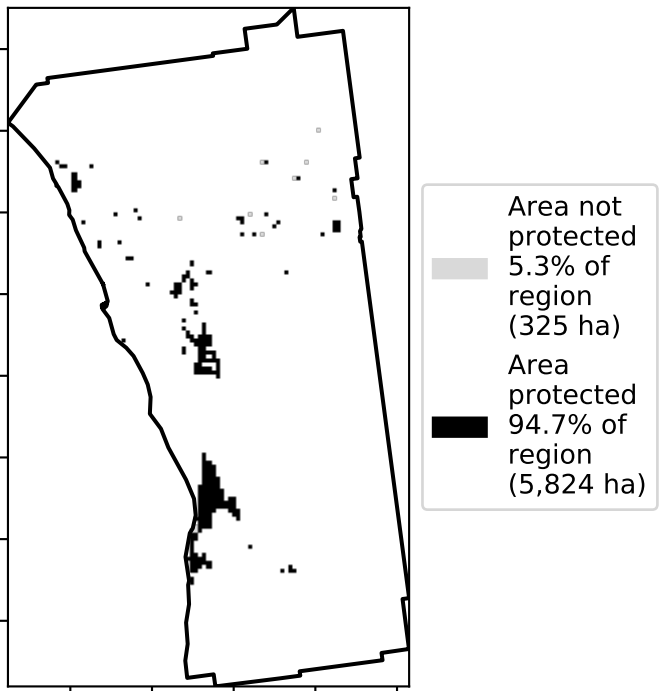 Area not
protected
5.3% of
region
(325 ha)
Area
protected
94.7% of
region
(5,824 ha)